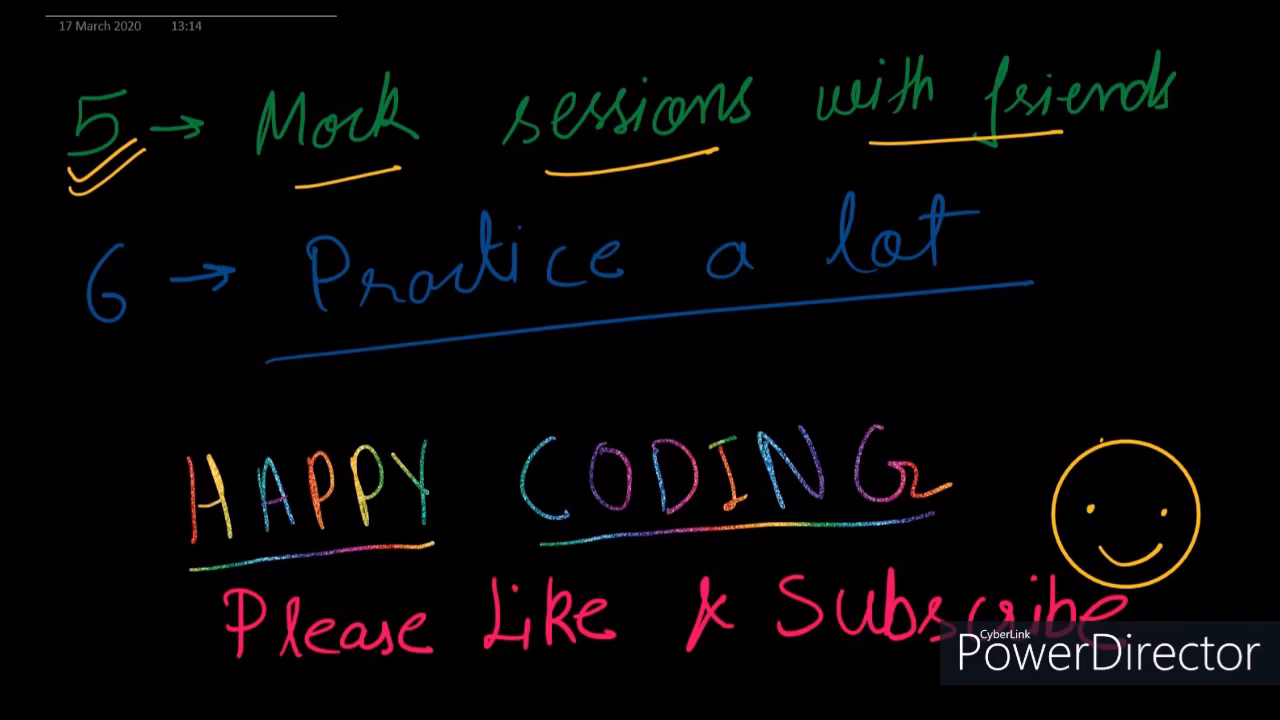 17 March 2020 13:14
5 → Mock sessions with friends
6 → Practice a lot
HAPPY CODING
Please Like & Subscribe
CyberLink
PowerDirector